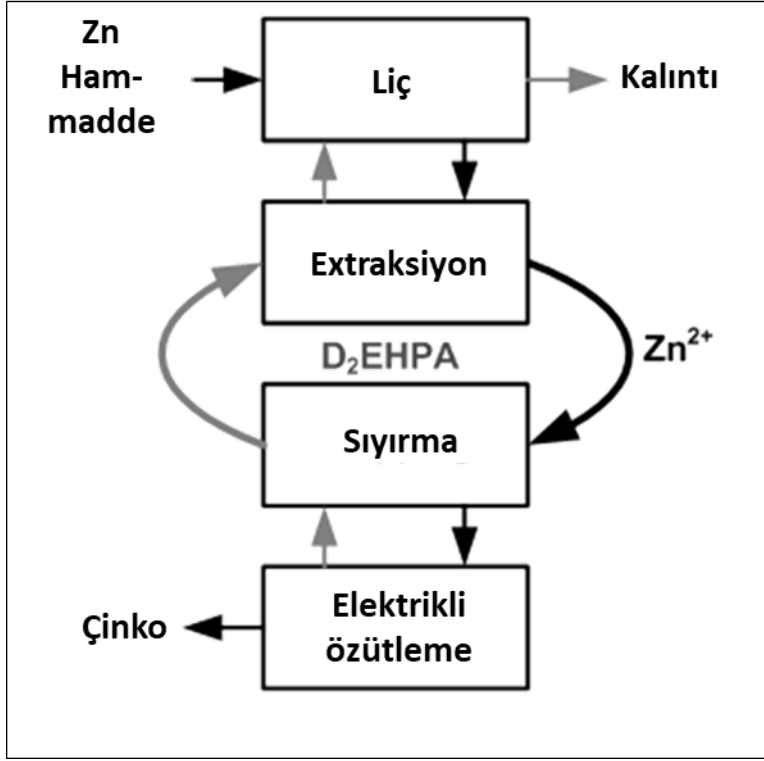 Zn
Ham-
madde
Liç
Kalıntı
Extraksiyon
D₂EHPA
Zn²⁺
Sıyırma
Çinko
Elektrikli
özütleme